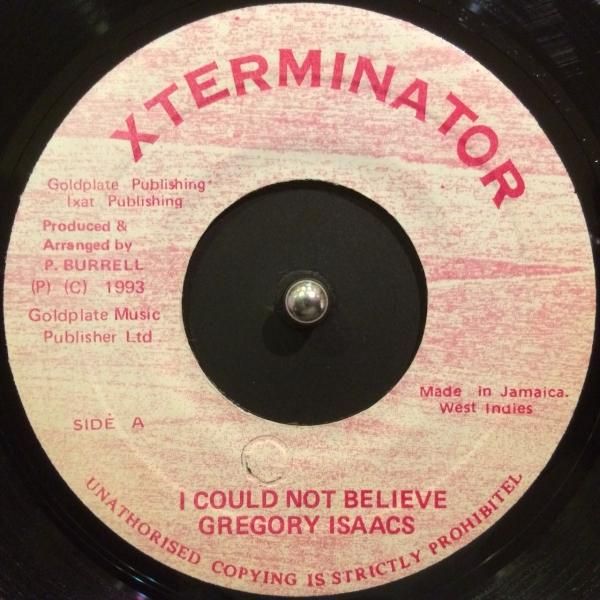 XTERMINATOR
Goldplate Publishing
Ixat Publishing
Produced &
Arranged by
P. BURRELL
(P) (C) 1993
Goldplate Music
Publisher Ltd.
Made in Jamaica.
West Indies
SIDE A
I COULD NOT BELIEVE
GREGORY ISAACS
UNATHORISED COPYING IS STRICTLY PROHIBITEL